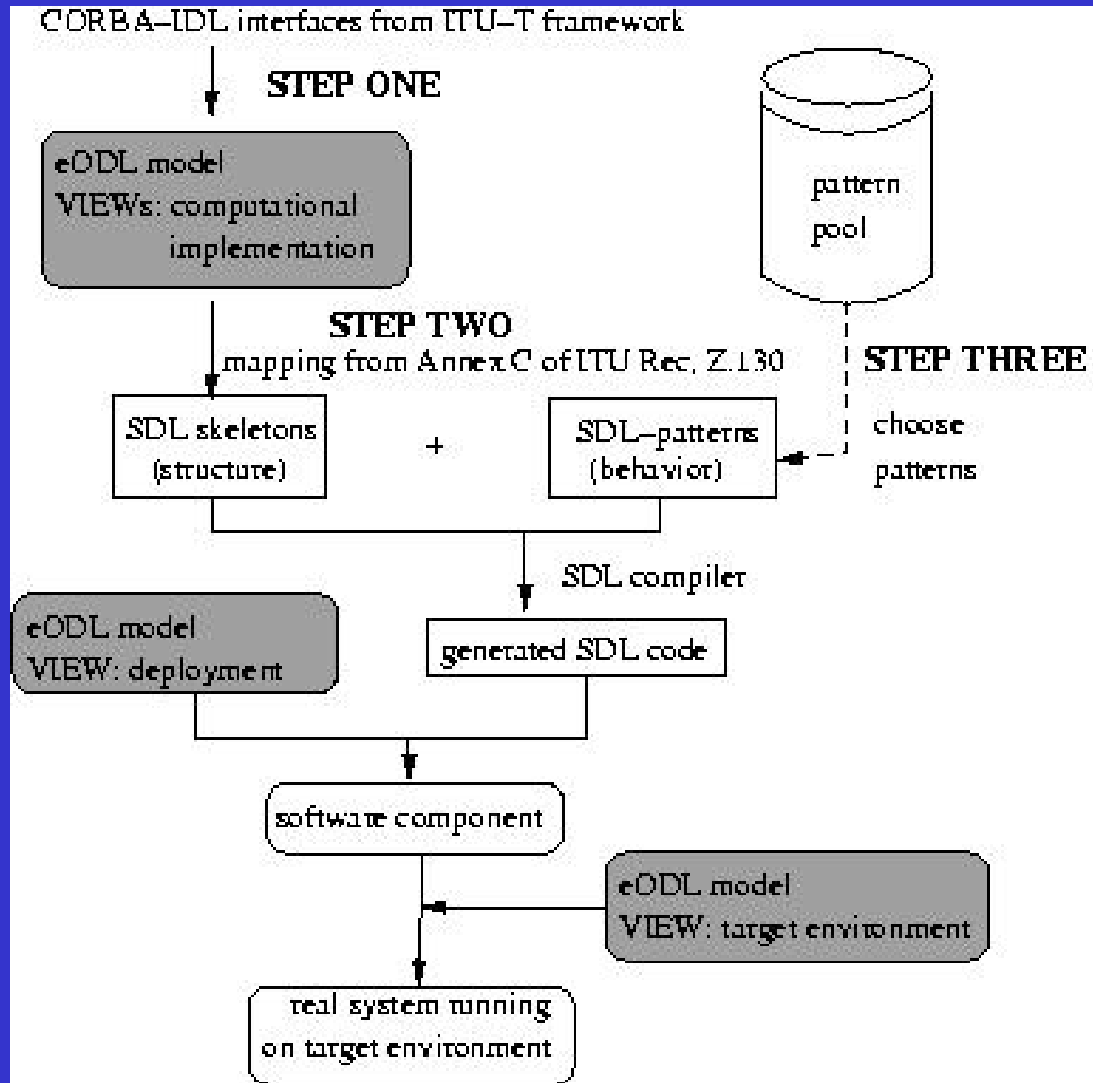 CORBA–IDL interfaces from ITU–T framework
STEP ONE
eODL model
VIEWs: computational
implementation
pattern
pool
STEP TWO
mapping from Annex C of ITU Rec, Z.130
STEP THREE
choose
patterns
SDL skeletons
(structure)
+
SDL–patterns
(behavior)
SDL compiler
eODL model
VIEW: deployment
generated SDL code
software component
eODL model
VIEW: target environment
real system running
on target environment